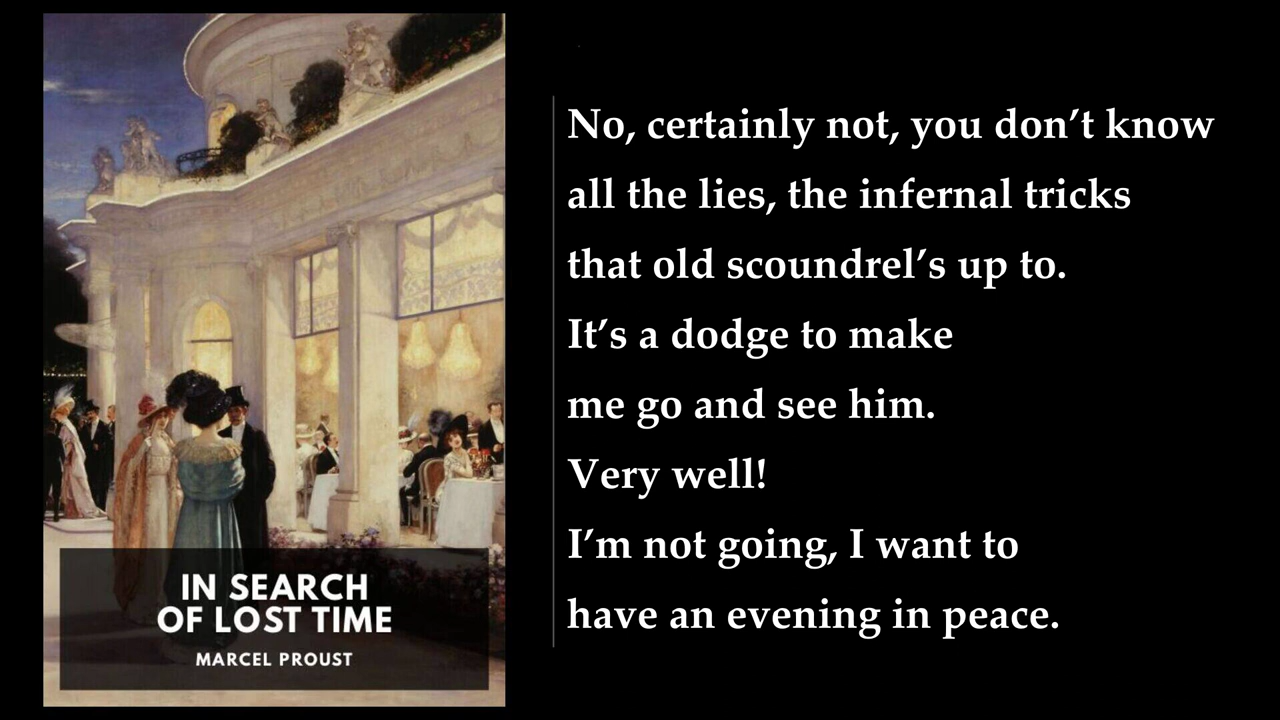 IN SEARCH
OF LOST TIME
MARCEL PROUST
No, certainly not, you don’t know
all the lies, the infernal tricks
that old scoundrel’s up to.
It’s a dodge to make
me go and see him.
Very well!
I’m not going, I want to
have an evening in peace.